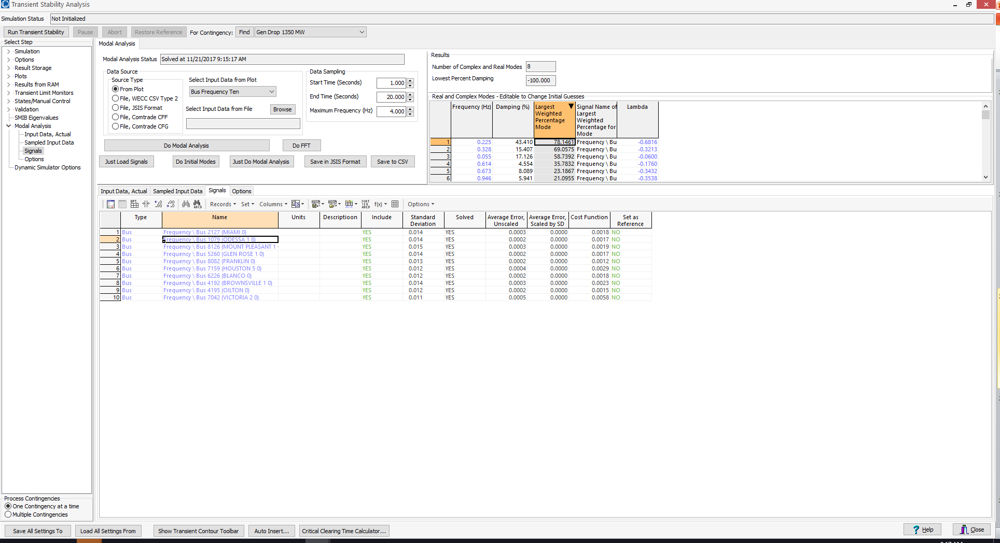 Transient Stability Analysis
Simulation Status Not Initialized
Run Transient Stability Pause Abort Restore Reference For Contingency: Find Gen Drop 1350 MW
Select Step
Simulation
Options
Result Storage
Plots
Results from RAM
Transient Limit Monitors
States/Manual Control
Validation
SMIB Eigenvalues
Modal Analysis
Input Data, Actual
Sampled Input Data
Signals
Options
Dynamic Simulator Options
Process Contingencies
One Contingency at a time
Multiple Contingencies
Modal Analysis
Modal Analysis Status Solved at 11/21/2017 9:15:17 AM
Data Source
Source Type
From Plot
File, WECC CSV Type 2
File, JSIS Format
File, Comtrade CFF
File, Comtrade CFG
Select Input Data from Plot
Bus Frequency Ten
Select Input Data from File Browse
Data Sampling
Start Time (Seconds) 1.000
End Time (Seconds) 20.000
Maximum Frequency (Hz) 4.000
Do Modal Analysis Do FFT
Just Load Signals Do Initial Modes Just Do Modal Analysis Save in JSIS Format Save to CSV
Results
Number of Complex and Real Modes 8
Lowest Percent Damping -100.000
Real and Complex Modes - Editable to Change Initial Guesses
Frequency (Hz) Damping (%) Largest Weighted Percentage Mode Signal Name of Largest Weighted Percentage for Mode Lambda
1 0.225 43.410 78.1461 Frequency \ Bu -0.6816
2 0.328 15.407 69.0575 Frequency \ Bu -0.3213
3 0.055 17.126 58.7392 Frequency \ Bu -0.0600
4 0.614 4.554 35.7832 Frequency \ Bu -0.1760
5 0.673 8.089 23.1867 Frequency \ Bu -0.3432
6 0.946 5.941 21.0955 Frequency \ Bu -0.3538
Input Data, Actual Sampled Input Data Signals Options
Records Set Columns f(x) Options
Type Name Units Descriptioon Include Standard Deviation Solved Average Error, Unscaled Average Error, Scaled by SD Cost Function Set as Reference
1 Bus Frequency \ Bus 2127 (MIAMI 0) YES 0.014 YES 0.0003 0.0000 0.0018 NO
2 Bus Frequency \ Bus 1079 (ODESSA 1 8) YES 0.014 YES 0.0002 0.0000 0.0017 NO
3 Bus Frequency \ Bus 8126 (MOUNT PLEASANT 1 YES 0.015 YES 0.0003 0.0000 0.0019 NO
4 Bus Frequency \ Bus 5260 (GLEN ROSE 1 0) YES 0.014 YES 0.0002 0.0000 0.0017 NO
5 Bus Frequency \ Bus 8082 (FRANKLIN 0) YES 0.013 YES 0.0002 0.0000 0.0012 NO
6 Bus Frequency \ Bus 7159 (HOUSTON 5 0) YES 0.012 YES 0.0004 0.0000 0.0029 NO
7 Bus Frequency \ Bus 6226 (BLANCO 0) YES 0.012 YES 0.0002 0.0000 0.0018 NO
8 Bus Frequency \ Bus 4192 (BROWNSVILLE 1 0) YES 0.014 YES 0.0003 0.0000 0.0023 NO
9 Bus Frequency \ Bus 4195 (OILTON 0) YES 0.012 YES 0.0002 0.0000 0.0015 NO
10 Bus Frequency \ Bus 7042 (VICTORIA 2 0) YES 0.011 YES 0.0005 0.0000 0.0058 NO
Save All Settings To Load All Settings From Show Transient Contour Toolbar Auto Insert... Critical Clearing Time Calculator... Help Close